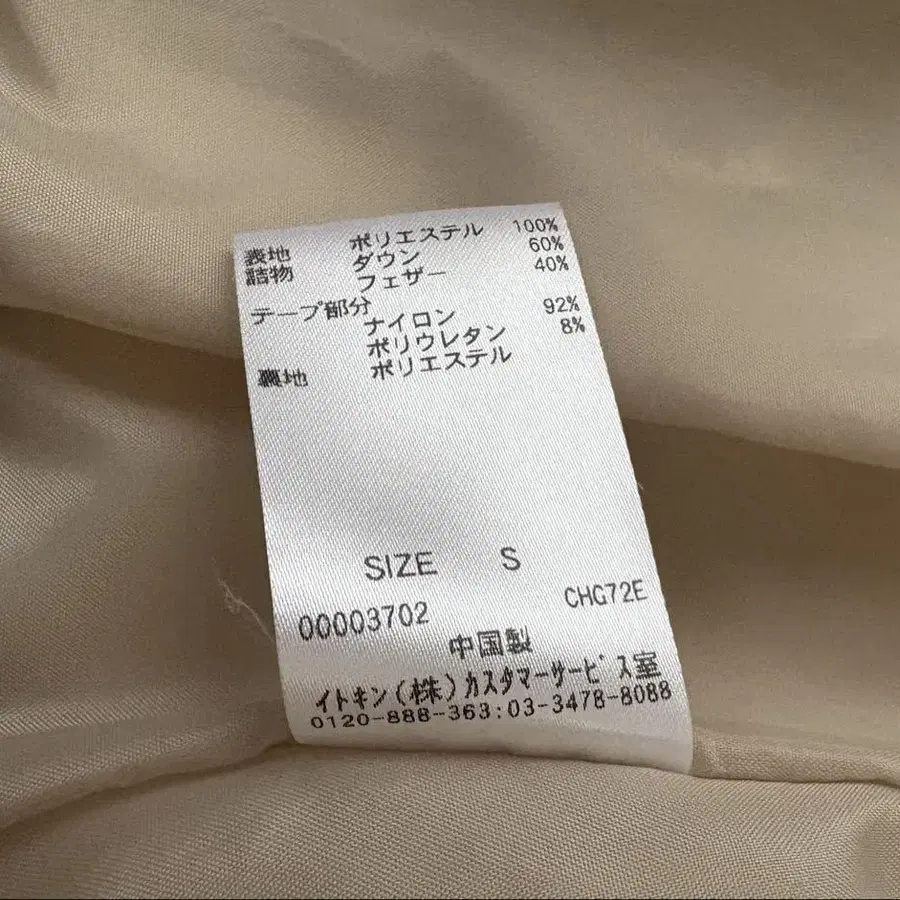 表地 ポリエステル 100%
詰物 ダウン 60%
フェザー 40%
テープ部分
ナイロン 92%
ポリウレタン 8%
裏地 ポリエステル
SIZE S
00003702 CHG72E
中国製
イトキン(株)カスタマーサービス室
0120-888-363:03-3478-8088